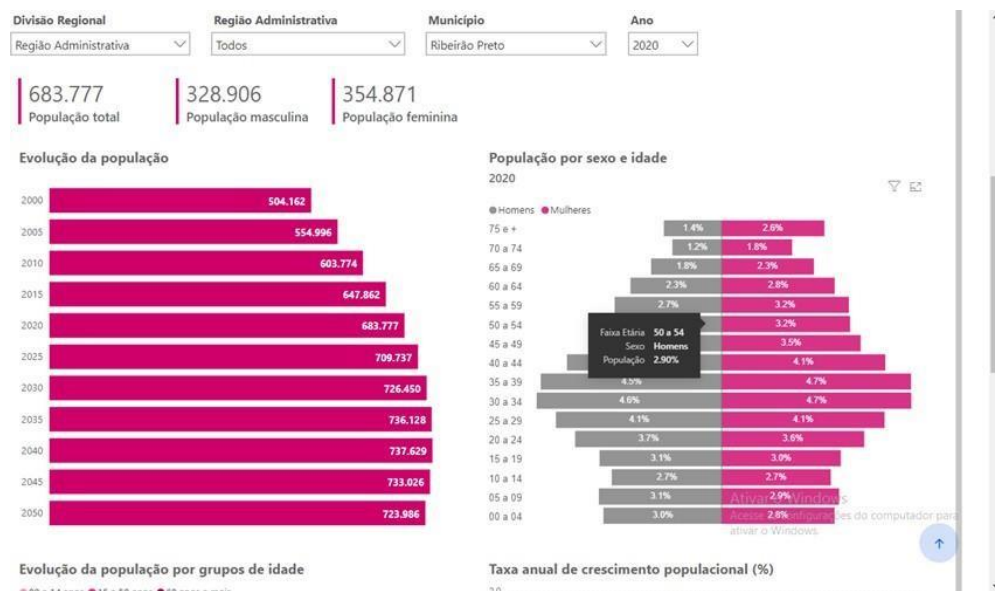 Divisão Regional Região Administrativa Município Ano
Região Administrativa Todos Ribeirão Preto 2020
683.777 328.906 354.871
População total População masculina População feminina
Evolução da população
2000 504.162
2005 554.996
2010 603.774
2015 647.862
2020 683.777
2025 709.737
2030 726.450
2035 736.128
2040 737.629
2045 733.026
2050 723.986
População por sexo e idade
2020
Homens Mulheres
75 e + 1.4% 2.6%
70 a 74 1.2% 1.8%
65 a 69 1.8% 2.3%
60 a 64 2.3% 2.8%
55 a 59 2.7% 3.2%
50 a 54 3.2%
45 a 49 3.5%
40 a 44 4.1%
35 a 39 4.5% 4.7%
30 a 34 4.6% 4.7%
25 a 29 4.1% 4.1%
20 a 24 3.7% 3.6%
15 a 19 3.1% 3.0%
10 a 14 2.7% 2.7%
05 a 09 3.1% 2.9%
00 a 04 3.0% 2.8%
Faixa Etária 50 a 54
Sexo Homens
População 2.90%
Ativar o Windows
Acesse configurações do computador para
ativar o Windows.
Evolução da população por grupos de idade
Taxa anual de crescimento populacional (%)